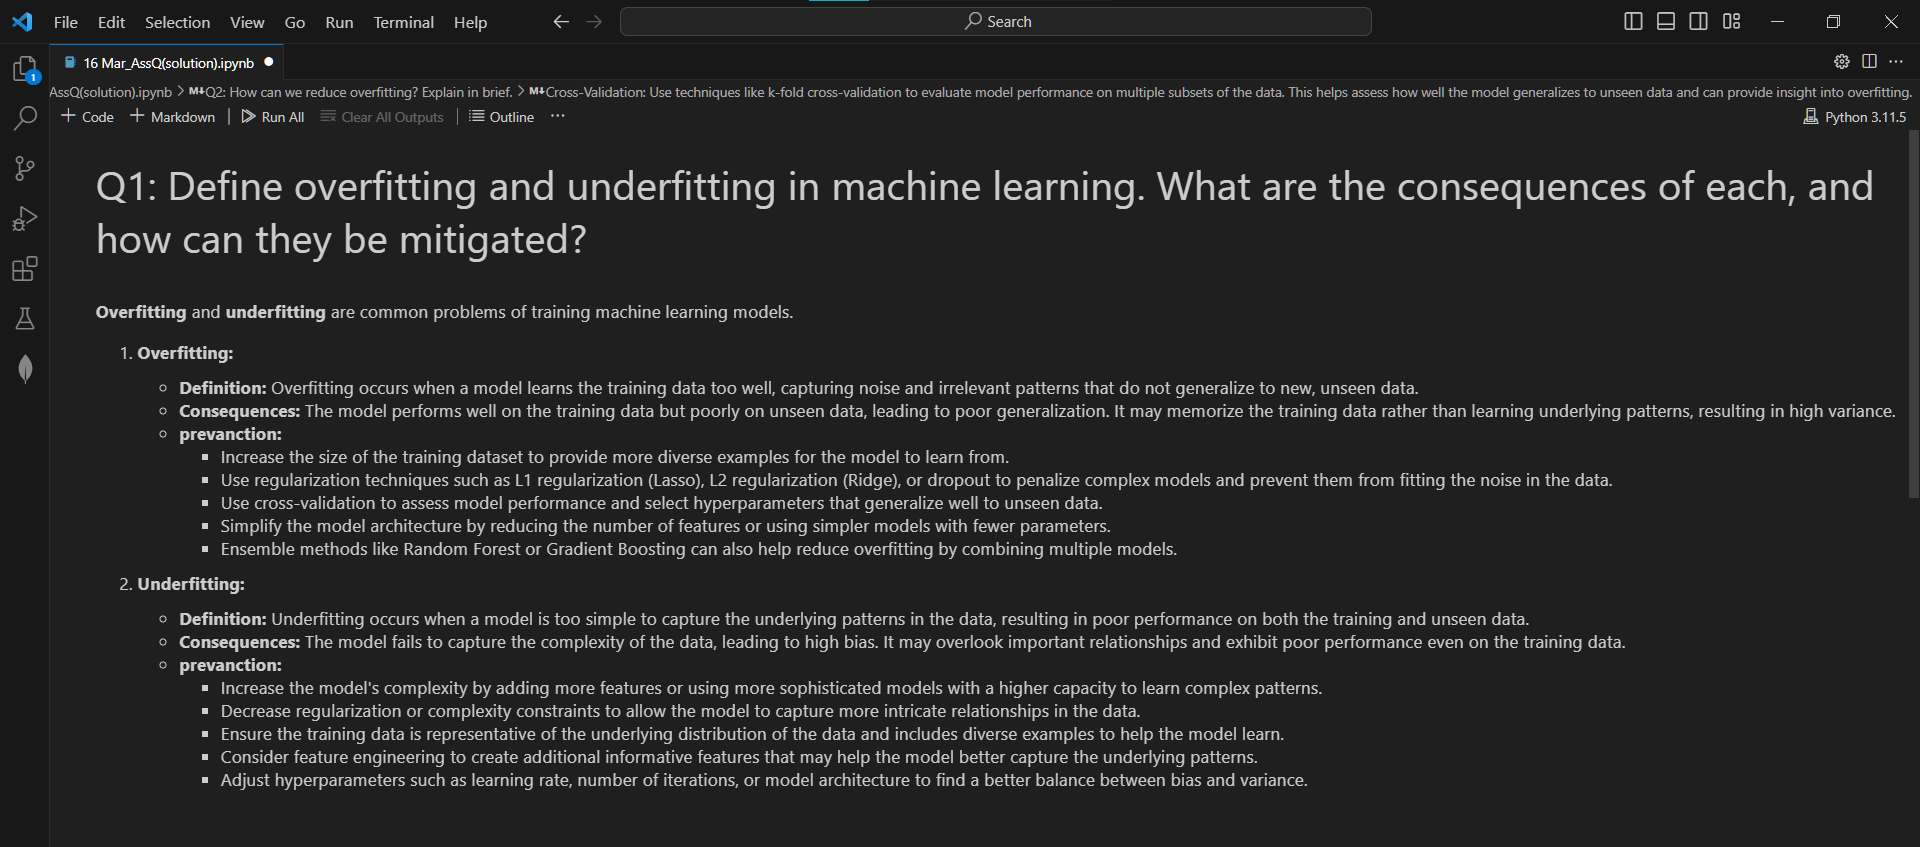 File Edit Selection View Go Run Terminal Help
Search
16 Mar_AssQ(solution).ipynb
1
AssQ(solution).ipynb > M↓Q2: How can we reduce overfitting? Explain in brief. > M↓Cross-Validation: Use techniques like k-fold cross-validation to evaluate model performance on multiple subsets of the data. This helps assess how well the model generalizes to unseen data and can provide insight into overfitting.
+ Code + Markdown | Run All Clear All Outputs | Outline ...
Python 3.11.5
Q1: Define overfitting and underfitting in machine learning. What are the consequences of each, and
how can they be mitigated?
Overfitting and underfitting are common problems of training machine learning models.
1. Overfitting:
Definition: Overfitting occurs when a model learns the training data too well, capturing noise and irrelevant patterns that do not generalize to new, unseen data.
Consequences: The model performs well on the training data but poorly on unseen data, leading to poor generalization. It may memorize the training data rather than learning underlying patterns, resulting in high variance.
prevanction:
Increase the size of the training dataset to provide more diverse examples for the model to learn from.
Use regularization techniques such as L1 regularization (Lasso), L2 regularization (Ridge), or dropout to penalize complex models and prevent them from fitting the noise in the data.
Use cross-validation to assess model performance and select hyperparameters that generalize well to unseen data.
Simplify the model architecture by reducing the number of features or using simpler models with fewer parameters.
Ensemble methods like Random Forest or Gradient Boosting can also help reduce overfitting by combining multiple models.
2. Underfitting:
Definition: Underfitting occurs when a model is too simple to capture the underlying patterns in the data, resulting in poor performance on both the training and unseen data.
Consequences: The model fails to capture the complexity of the data, leading to high bias. It may overlook important relationships and exhibit poor performance even on the training data.
prevanction:
Increase the model's complexity by adding more features or using more sophisticated models with a higher capacity to learn complex patterns.
Decrease regularization or complexity constraints to allow the model to capture more intricate relationships in the data.
Ensure the training data is representative of the underlying distribution of the data and includes diverse examples to help the model learn.
Consider feature engineering to create additional informative features that may help the model better capture the underlying patterns.
Adjust hyperparameters such as learning rate, number of iterations, or model architecture to find a better balance between bias and variance.